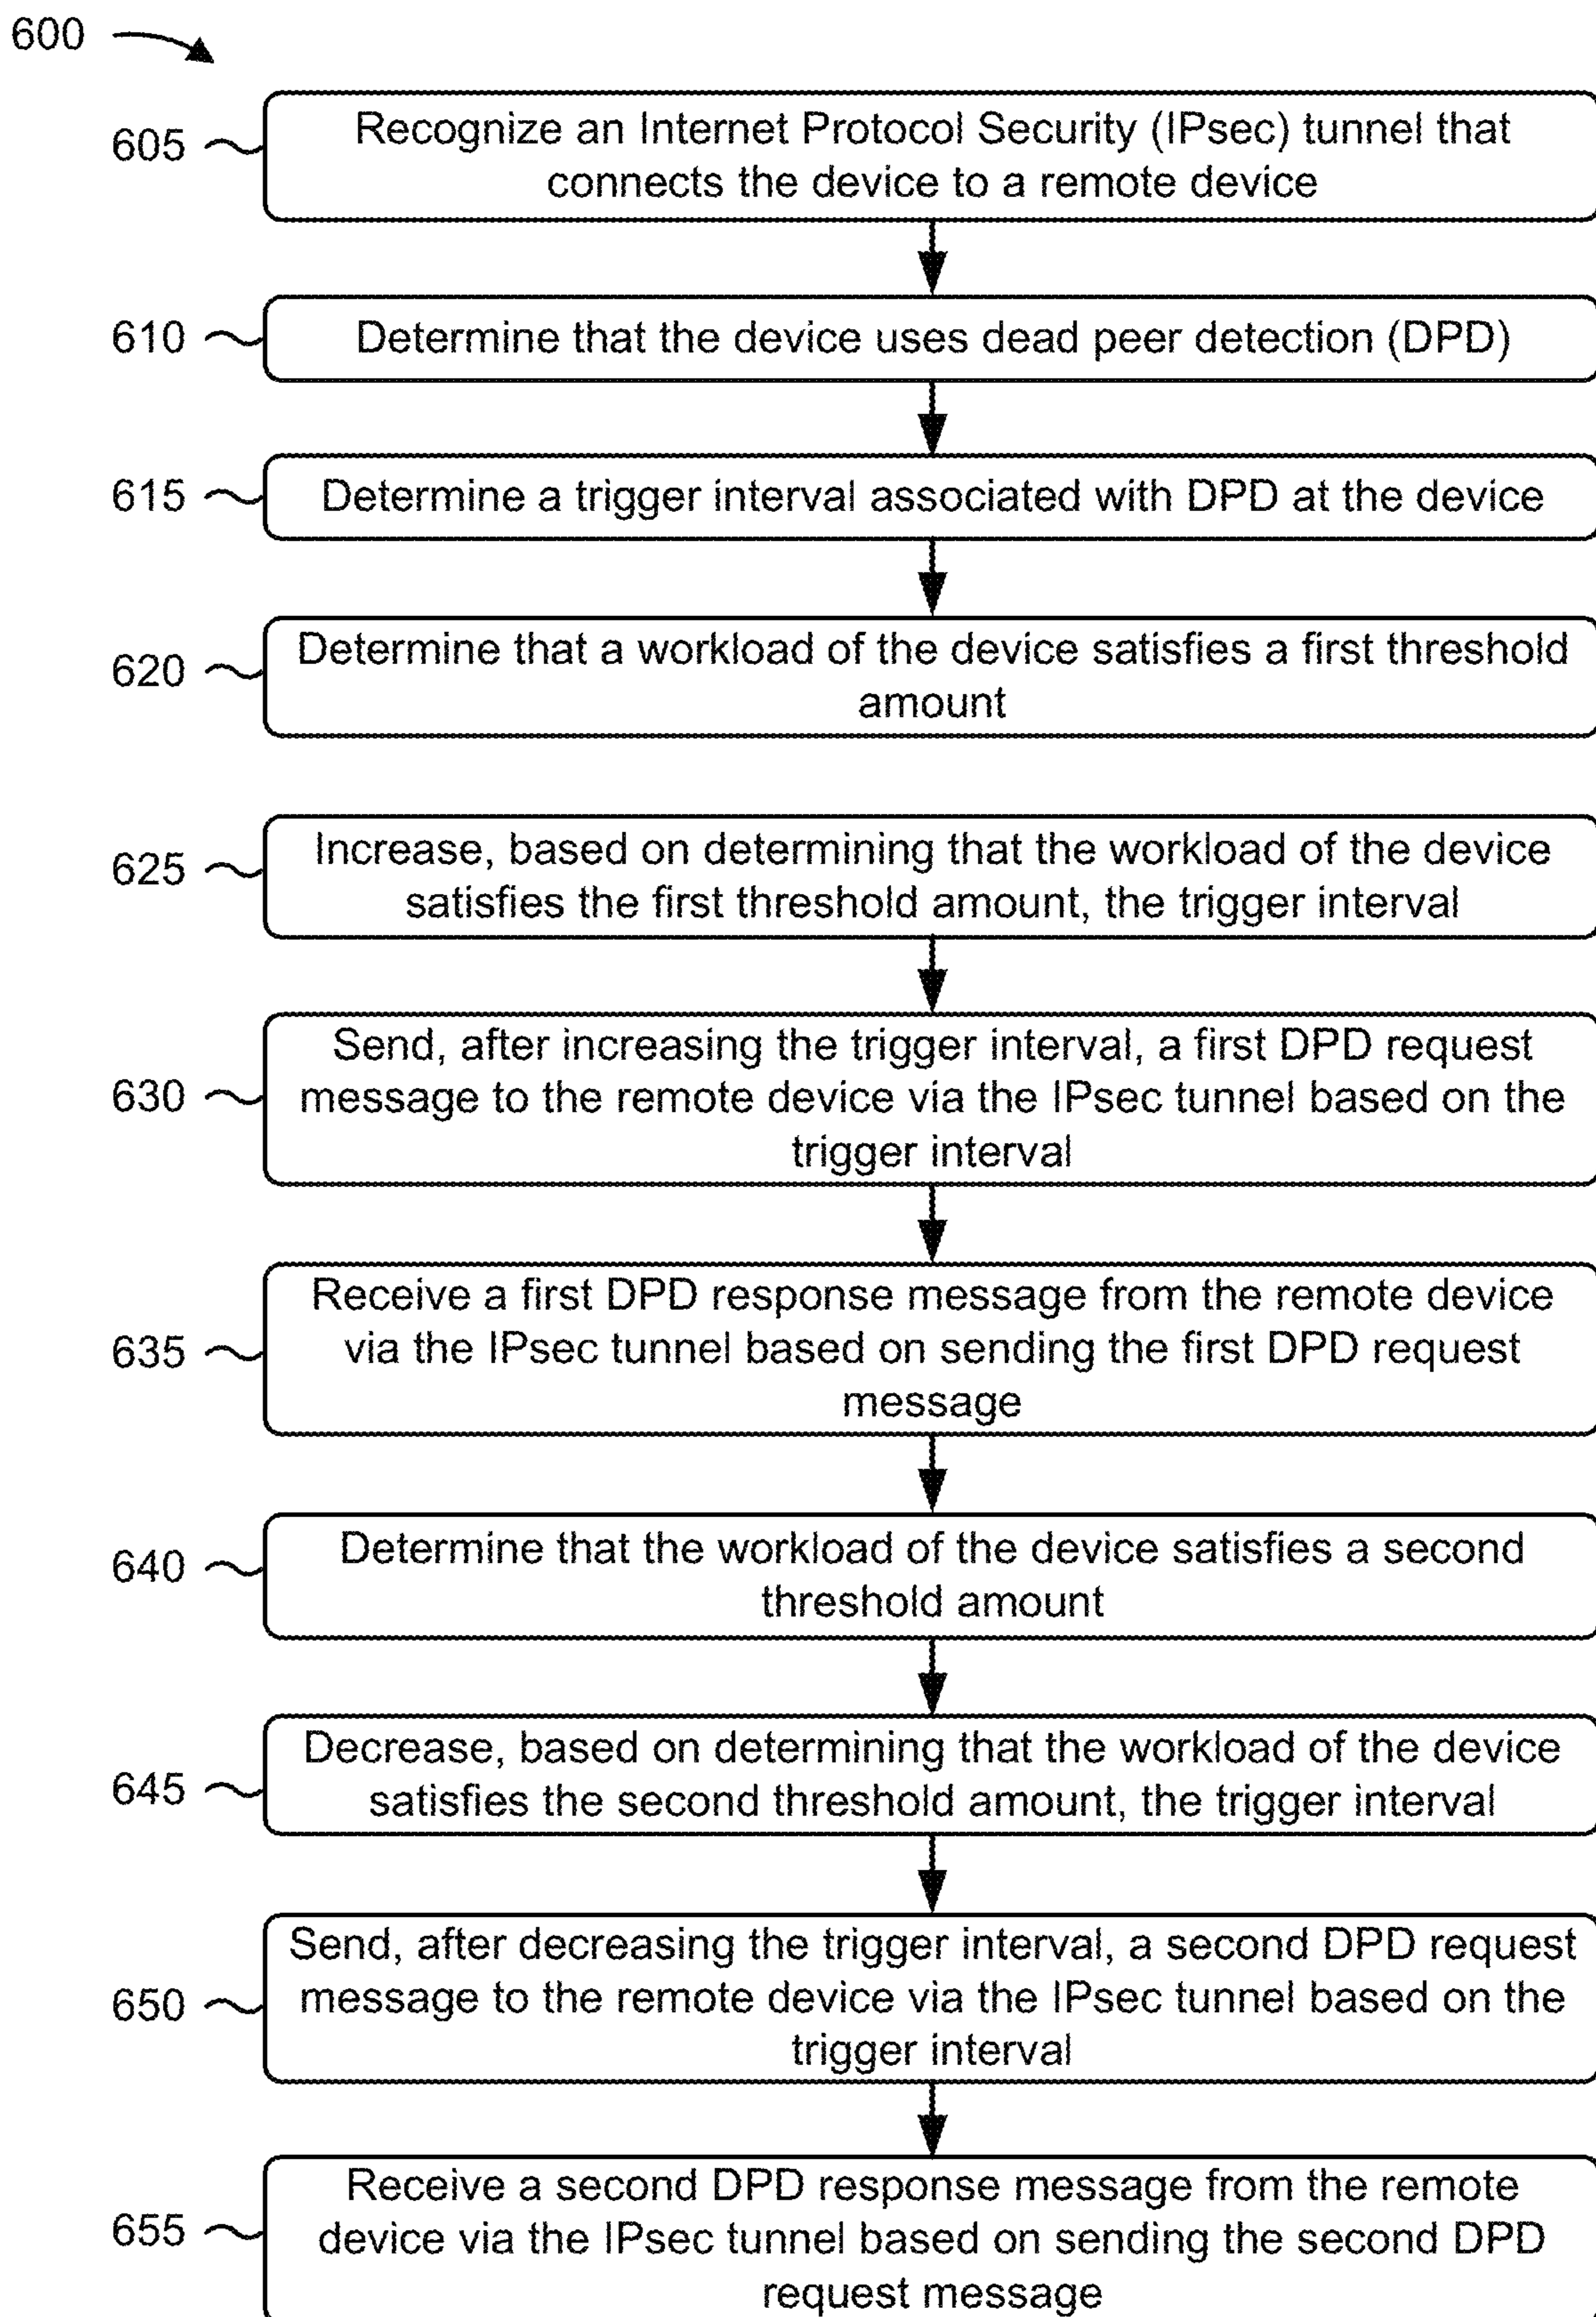 600
605
Recognize an Internet Protocol Security (IPsec) tunnel that
connects the device to a remote device
610
Determine that the device uses dead peer detection (DPD)
615
Determine a trigger interval associated with DPD at the device
620
Determine that a workload of the device satisfies a first threshold
amount
625
Increase, based on determining that the workload of the device
satisfies the first threshold amount, the trigger interval
630
Send, after increasing the trigger interval, a first DPD request
message to the remote device via the IPsec tunnel based on the
trigger interval
635
Receive a first DPD response message from the remote device
via the IPsec tunnel based on sending the first DPD request
message
640
Determine that the workload of the device satisfies a second
threshold amount
645
Decrease, based on determining that the workload of the device
satisfies the second threshold amount, the trigger interval
650
Send, after decreasing the trigger interval, a second DPD request
message to the remote device via the IPsec tunnel based on the
trigger interval
655
Receive a second DPD response message from the remote
device via the IPsec tunnel based on sending the second DPD
request message